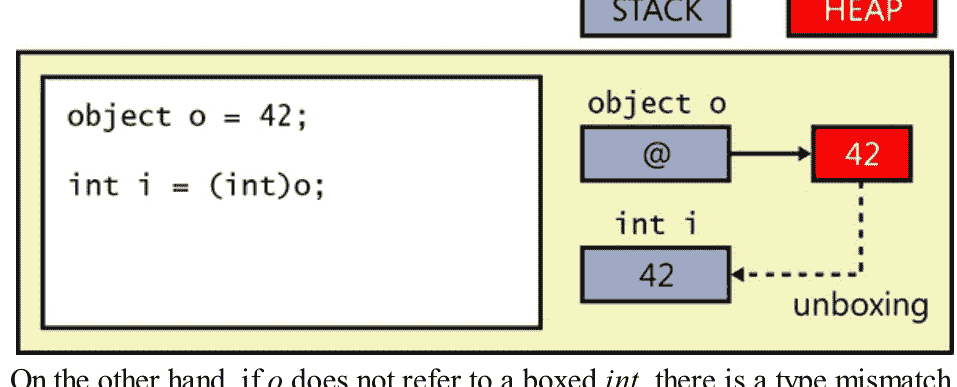 STACK HEAP
object o = 42;
int i = (int)o;
object o
@ 42
int i
42
unboxing
On the other hand, if o does not refer to a boxed int, there is a type mismatch